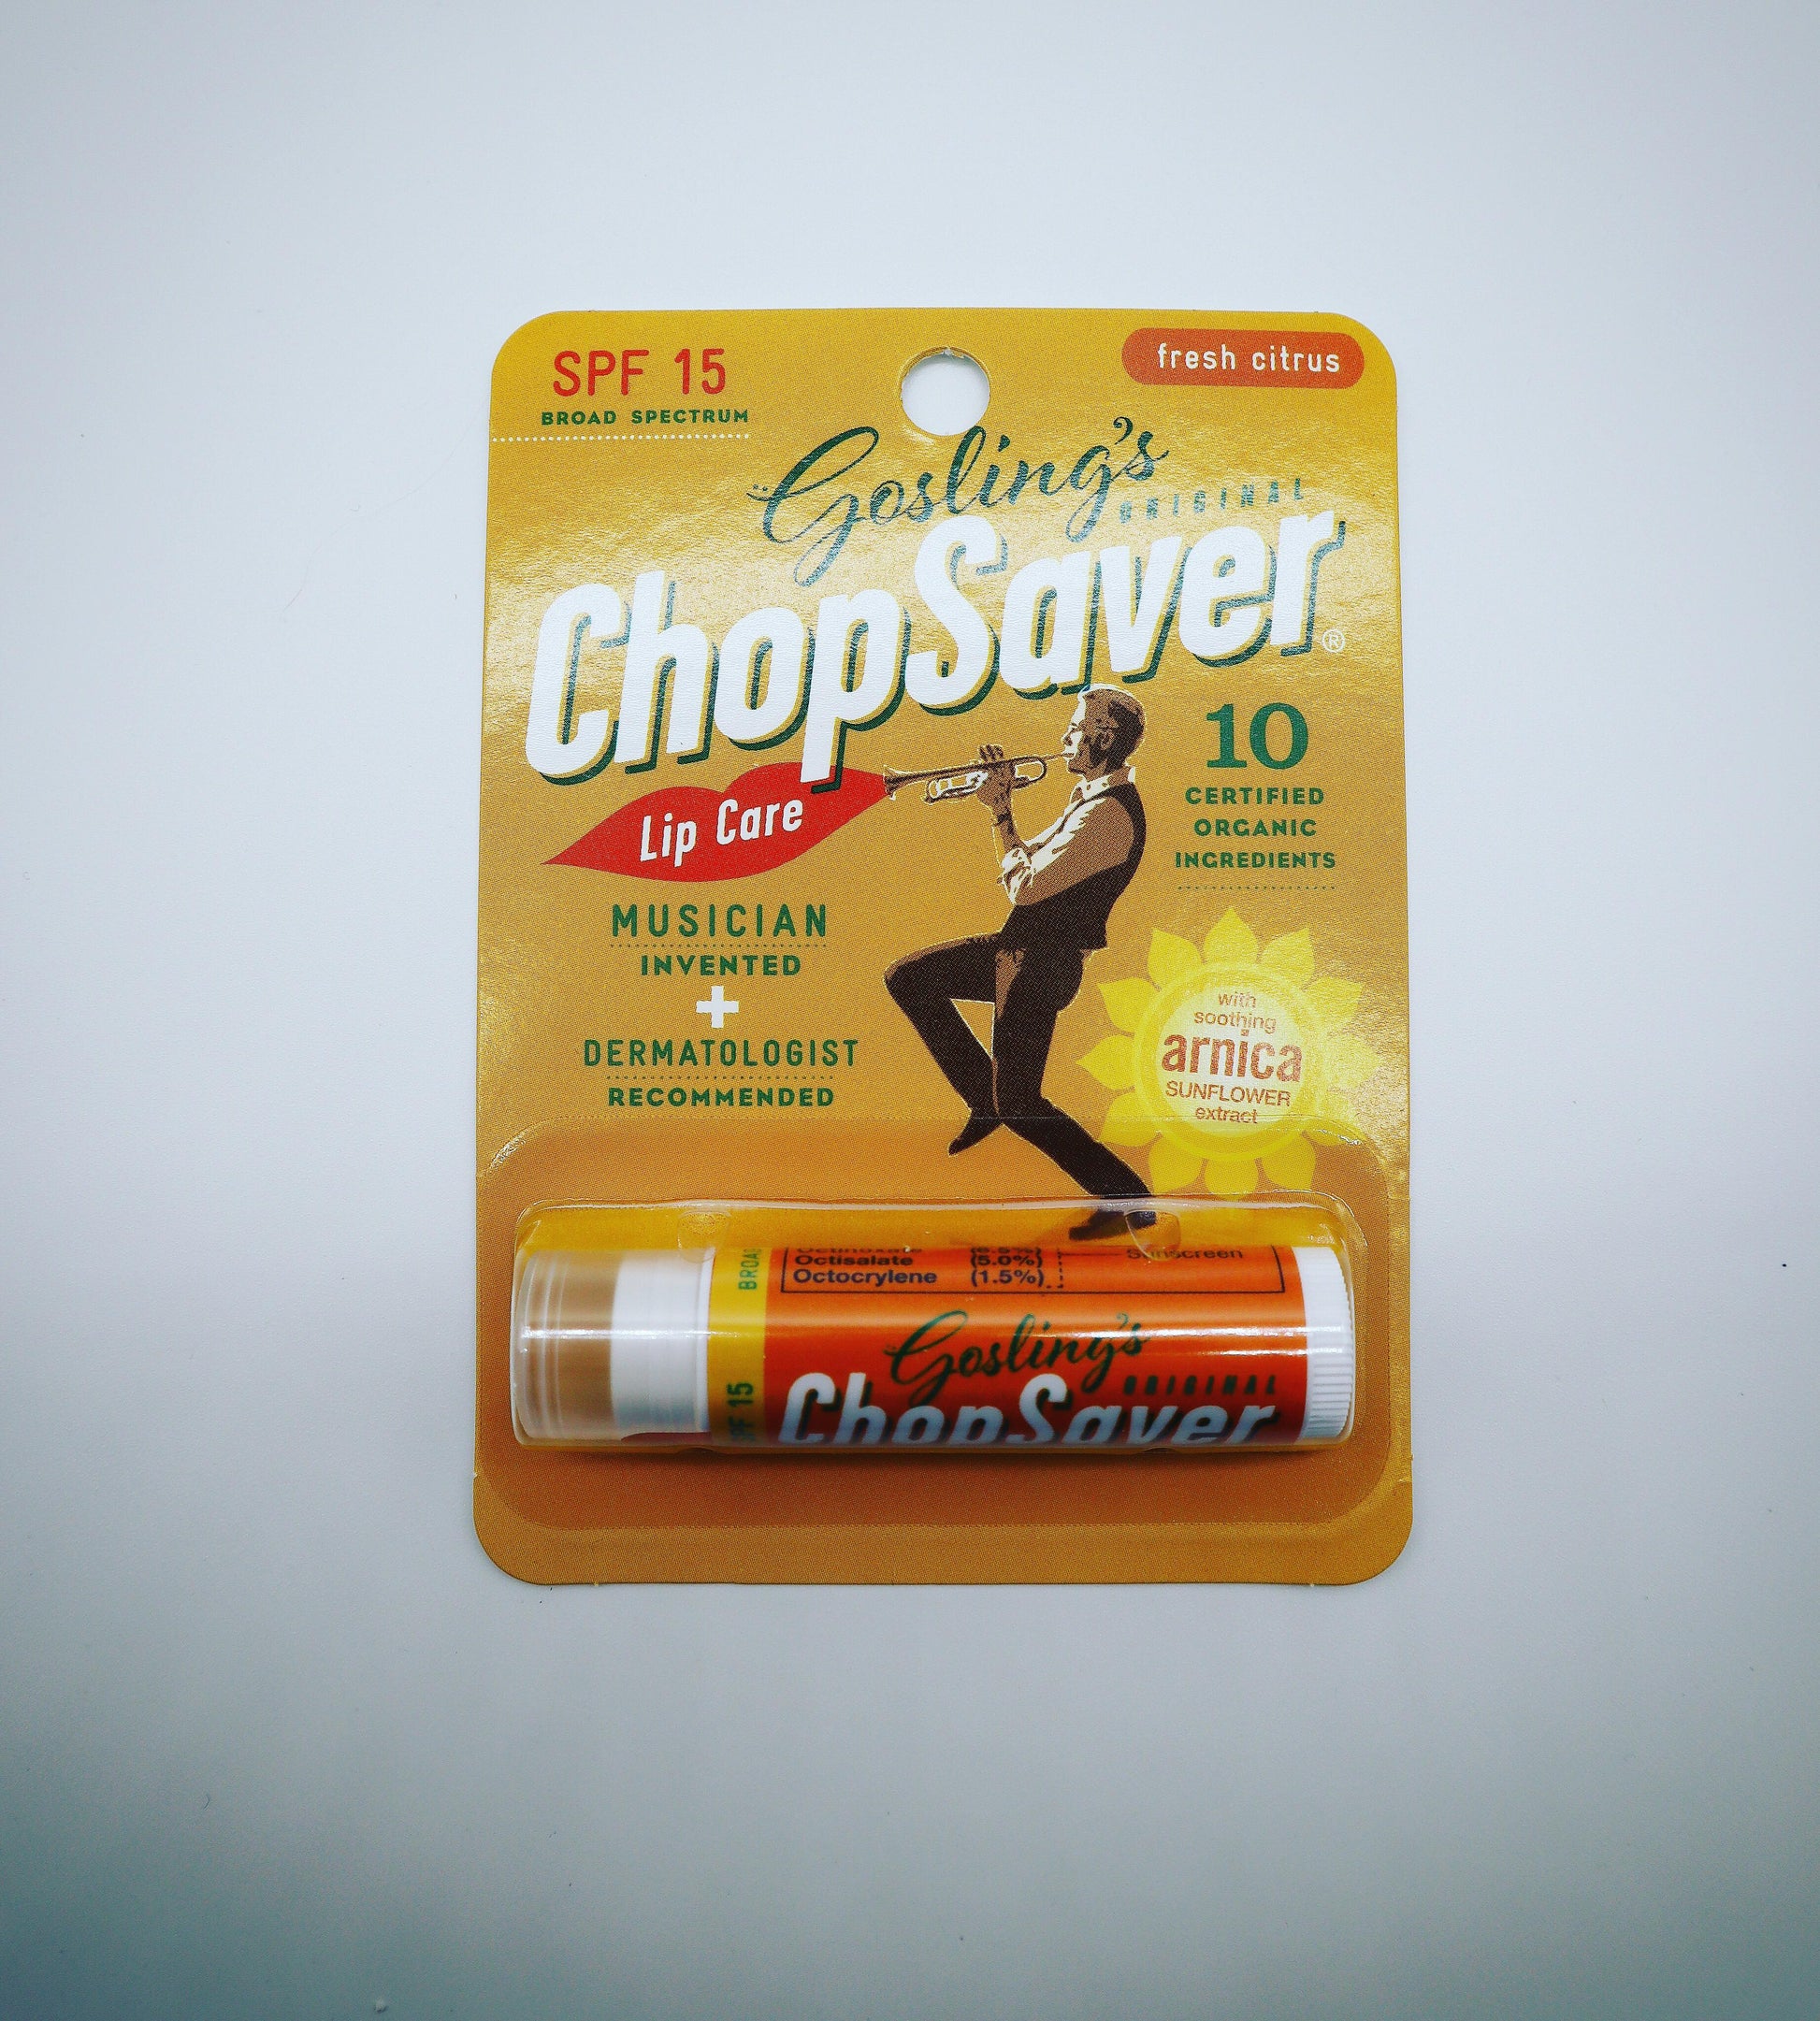 SPF 15
BROAD SPECTRUM
fresh citrus
Gosling's
ORIGINAL
ChopSaver®
Lip Care
10
CERTIFIED
ORGANIC
INGREDIENTS
MUSICIAN
INVENTED
+
DERMATOLOGIST
RECOMMENDED
with
soothing
arnica
SUNFLOWER
extract
Octisalate (5.0%)
Octocrylene (1.5%)
Sunscreen
SPF 15
Gosling's
ORIGINAL
ChopSaver